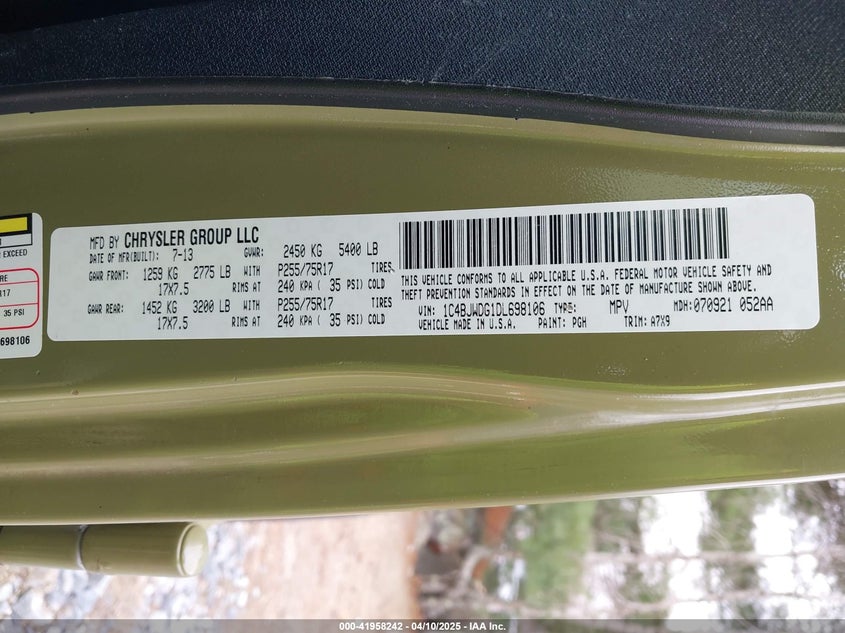 EXCEED
RE
R17
35 PSI
698106
MFD BY CHRYSLER GROUP LLC
DATE OF MFR(BUILT): 7-13 GVWR: 2450 KG 5400 LB
GAWR FRONT: 1259 KG 2775 LB WITH P255/75R17 TIRES
17X7.5 RIMS AT 240 KPA ( 35 PSI) COLD
GAWR REAR: 1452 KG 3200 LB WITH P255/75R17 TIRES
17X7.5 RIMS AT 240 KPA ( 35 PSI) COLD
THIS VEHICLE CONFORMS TO ALL APPLICABLE U.S.A. FEDERAL MOTOR VEHICLE SAFETY AND
THEFT PREVENTION STANDARDS IN EFFECT ON THE DATE OF MANUFACTURE SHOWN ABOVE.
VIN: 1C4BJWDG1DL698106 TYPE: MPV MDH:070921 052AA
VEHICLE MADE IN U.S.A. PAINT: PGH TRIM: A7X9
000-41958242 - 04/10/2025 - IAA Inc.